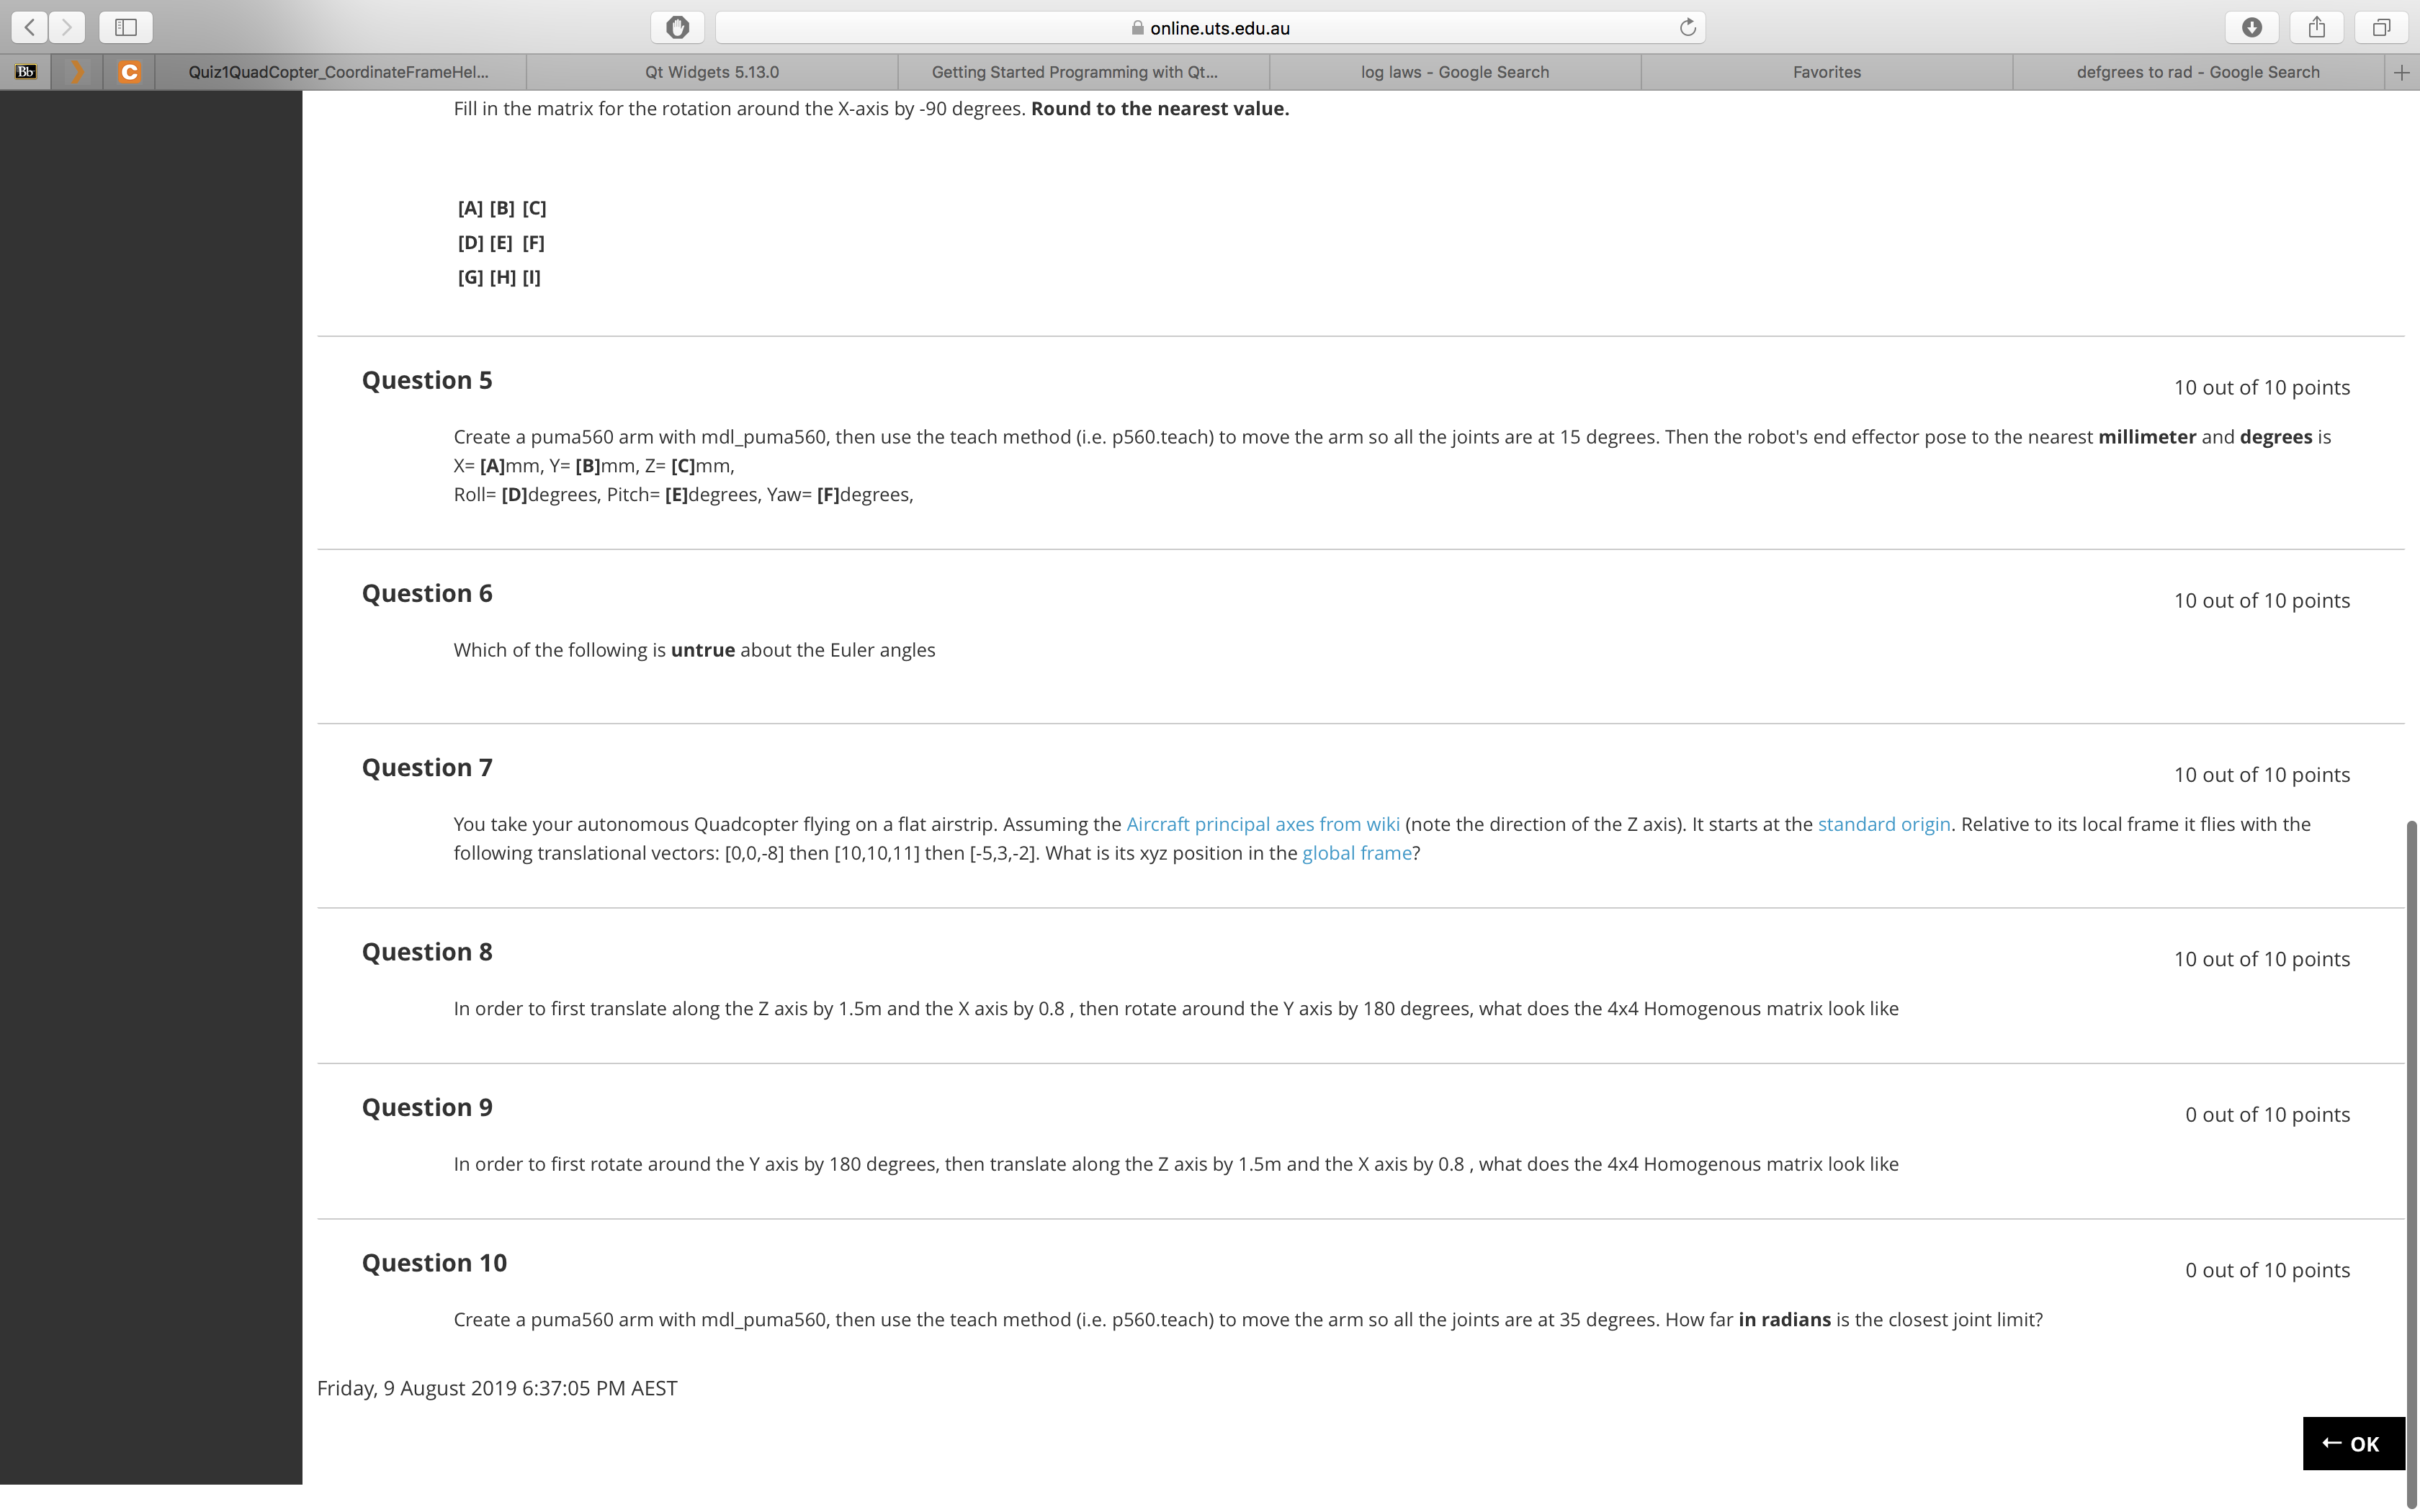 online.uts.edu.au
Bb
C
Quiz1QuadCopter_CoordinateFrameHel...
Qt Widgets 5.13.0
Getting Started Programming with Qt...
log laws - Google Search
Favorites
defgrees to rad - Google Search
Fill in the matrix for the rotation around the X-axis by -90 degrees. Round to the nearest value.
[A] [B] [C]
[D] [E] [F]
[G] [H] [I]
Question 5
10 out of 10 points
Create a puma560 arm with mdl_puma560, then use the teach method (i.e. p560.teach) to move the arm so all the joints are at 15 degrees. Then the robot's end effector pose to the nearest millimeter and degrees is
X= [A]mm, Y= [B]mm, Z= [C]mm,
Roll= [D]degrees, Pitch= [E]degrees, Yaw= [F]degrees,
Question 6
10 out of 10 points
Which of the following is untrue about the Euler angles
Question 7
10 out of 10 points
You take your autonomous Quadcopter flying on a flat airstrip. Assuming the Aircraft principal axes from wiki (note the direction of the Z axis). It starts at the standard origin. Relative to its local frame it flies with the
following translational vectors: [0,0,-8] then [10,10,11] then [-5,3,-2]. What is its xyz position in the global frame?
Question 8
10 out of 10 points
In order to first translate along the Z axis by 1.5m and the X axis by 0.8 , then rotate around the Y axis by 180 degrees, what does the 4x4 Homogenous matrix look like
Question 9
0 out of 10 points
In order to first rotate around the Y axis by 180 degrees, then translate along the Z axis by 1.5m and the X axis by 0.8 , what does the 4x4 Homogenous matrix look like
Question 10
0 out of 10 points
Create a puma560 arm with mdl_puma560, then use the teach method (i.e. p560.teach) to move the arm so all the joints are at 35 degrees. How far in radians is the closest joint limit?
Friday, 9 August 2019 6:37:05 PM AEST
← OK